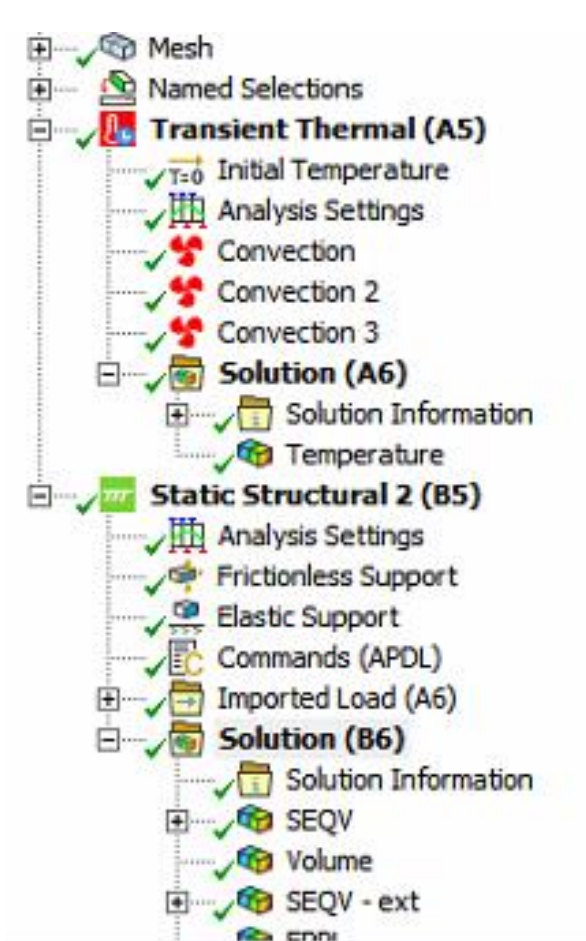 Mesh
Named Selections
Transient Thermal (A5)
T=0 Initial Temperature
Analysis Settings
Convection
Convection 2
Convection 3
Solution (A6)
Solution Information
Temperature
Static Structural 2 (B5)
Analysis Settings
Frictionless Support
Elastic Support
Commands (APDL)
Imported Load (A6)
Solution (B6)
Solution Information
SEQV
Volume
SEQV - ext